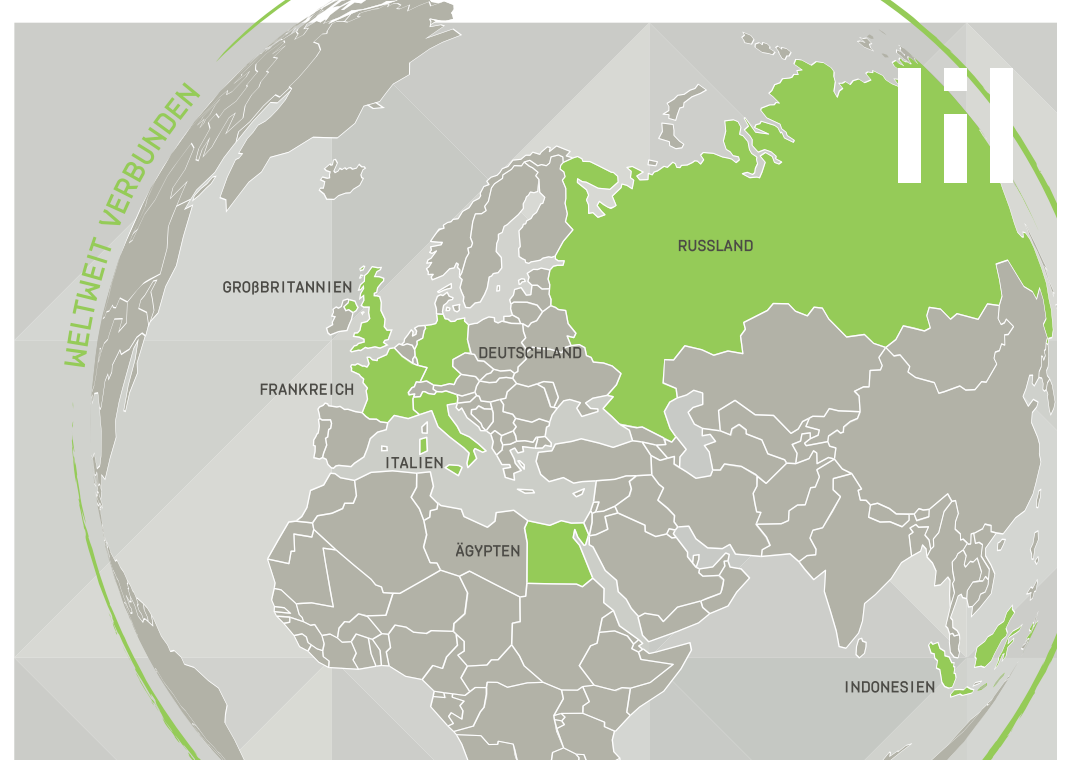 WELTWEIT VERBUNDEN
RUSSLAND
GROßBRITANNIEN
DEUTSCHLAND
FRANKREICH
ITALIEN
ÄGYPTEN
INDONESIEN